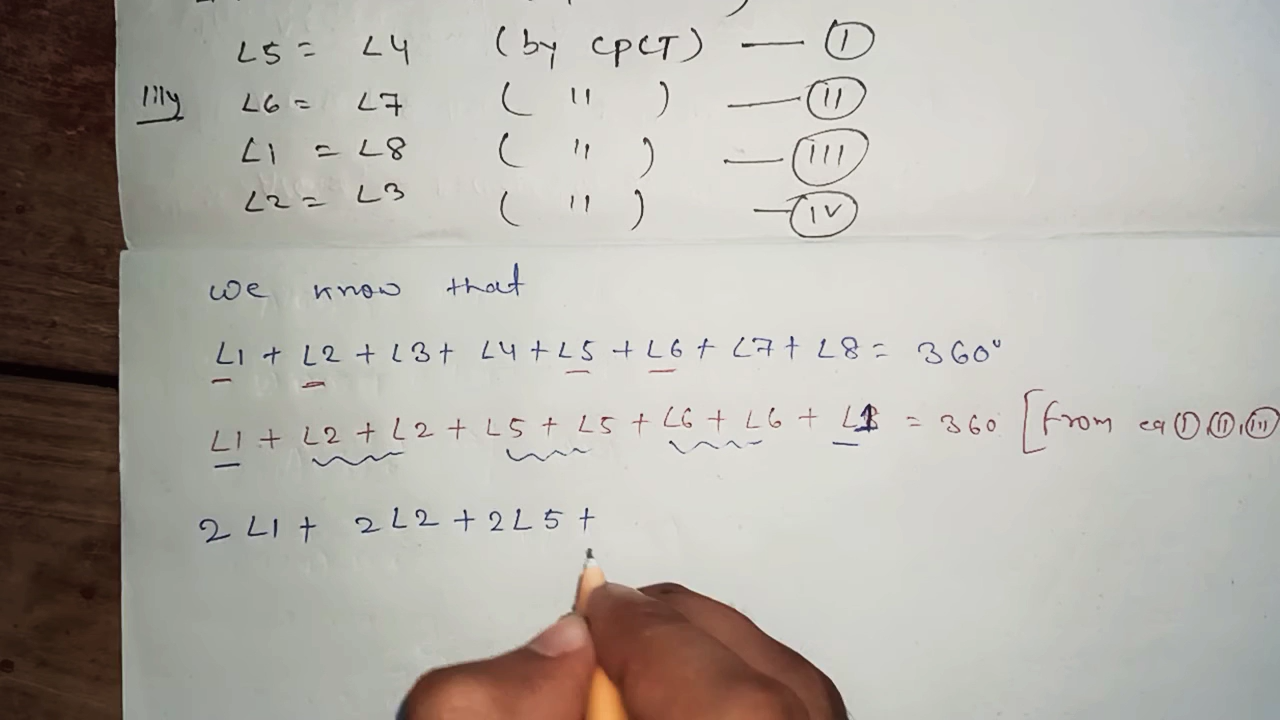 ∠5 = ∠4 (by CPCT) — I
llly ∠6 = ∠7 ( " ) — II
∠1 = ∠8 ( " ) — III
∠2 = ∠3 ( " ) — IV
We know that
∠1 + ∠2 + ∠3 + ∠4 + ∠5 + ∠6 + ∠7 + ∠8 = 360°
∠1 + ∠2 + ∠2 + ∠5 + ∠5 + ∠6 + ∠6 + ∠1 = 360 [from eq I, II, III
2∠1 + 2∠2 + 2∠5 +